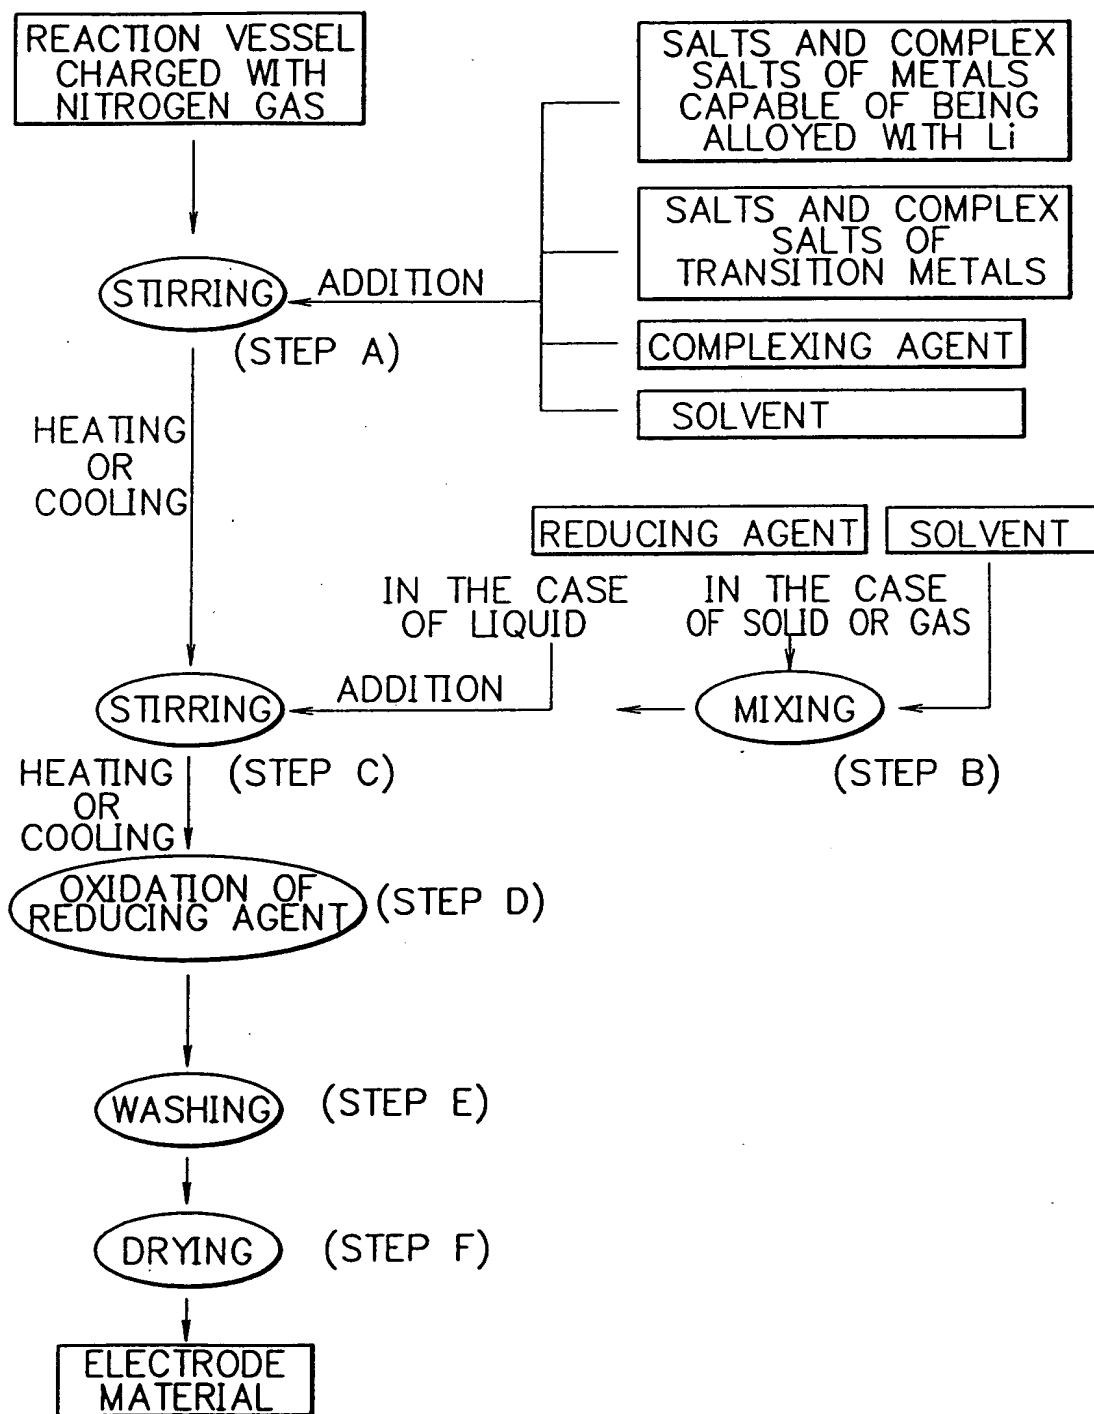 REACTION VESSEL
CHARGED WITH
NITROGEN GAS
SALTS AND COMPLEX
SALTS OF METALS
CAPABLE OF BEING
ALLOYED WITH Li
SALTS AND COMPLEX
SALTS OF
TRANSITION METALS
STIRRING
ADDITION
(STEP A)
COMPLEXING AGENT
SOLVENT
HEATING
OR
COOLING
REDUCING AGENT
SOLVENT
IN THE CASE
OF LIQUID
IN THE CASE
OF SOLID OR GAS
STIRRING
ADDITION
MIXING
(STEP C)
(STEP B)
HEATING
OR
COOLING
OXIDATION OF
REDUCING AGENT
(STEP D)
WASHING
(STEP E)
DRYING
(STEP F)
ELECTRODE
MATERIAL